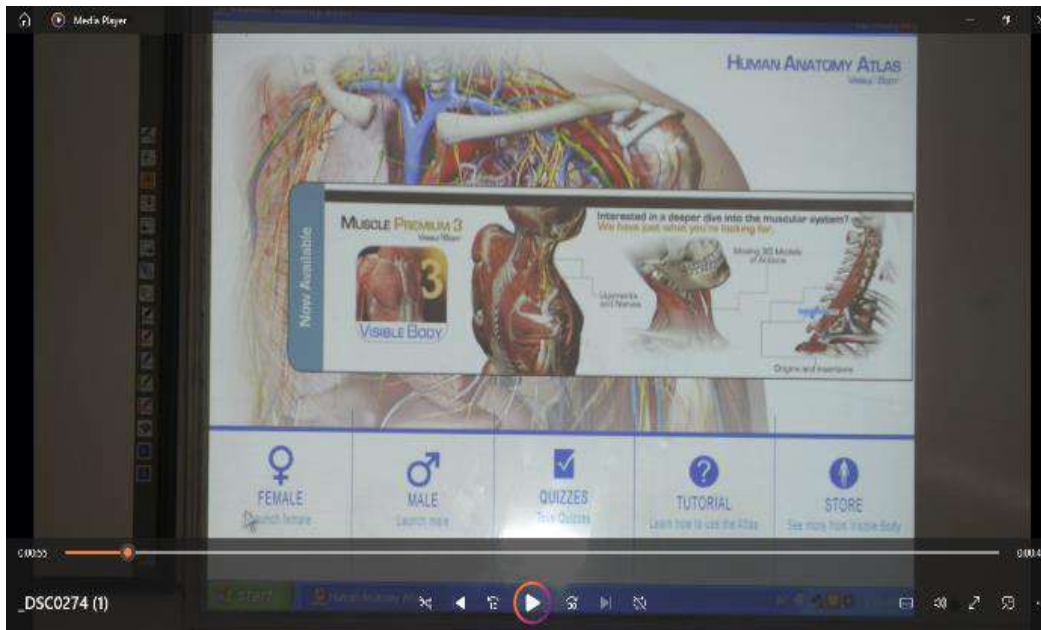 Media Player
HUMAN ANATOMY ATLAS
VISIBLE BODY
Now Available
MUSCLE PREMIUM 3
VISIBLE BODY
3
VISIBLE BODY
Interested in a deeper dive into the muscular system?
We have just what you're looking for.
Moving 3D Models
of Actions
Ligaments
and Nerves
Origins and Insertions
FEMALE
Launch female
MALE
Launch male
QUIZZES
Take Quizzes
?
TUTORIAL
Learn how to use the Atlas
STORE
See more from Visible Body
0:00:55
_DSC0274 (1)
start
Human Anatomy